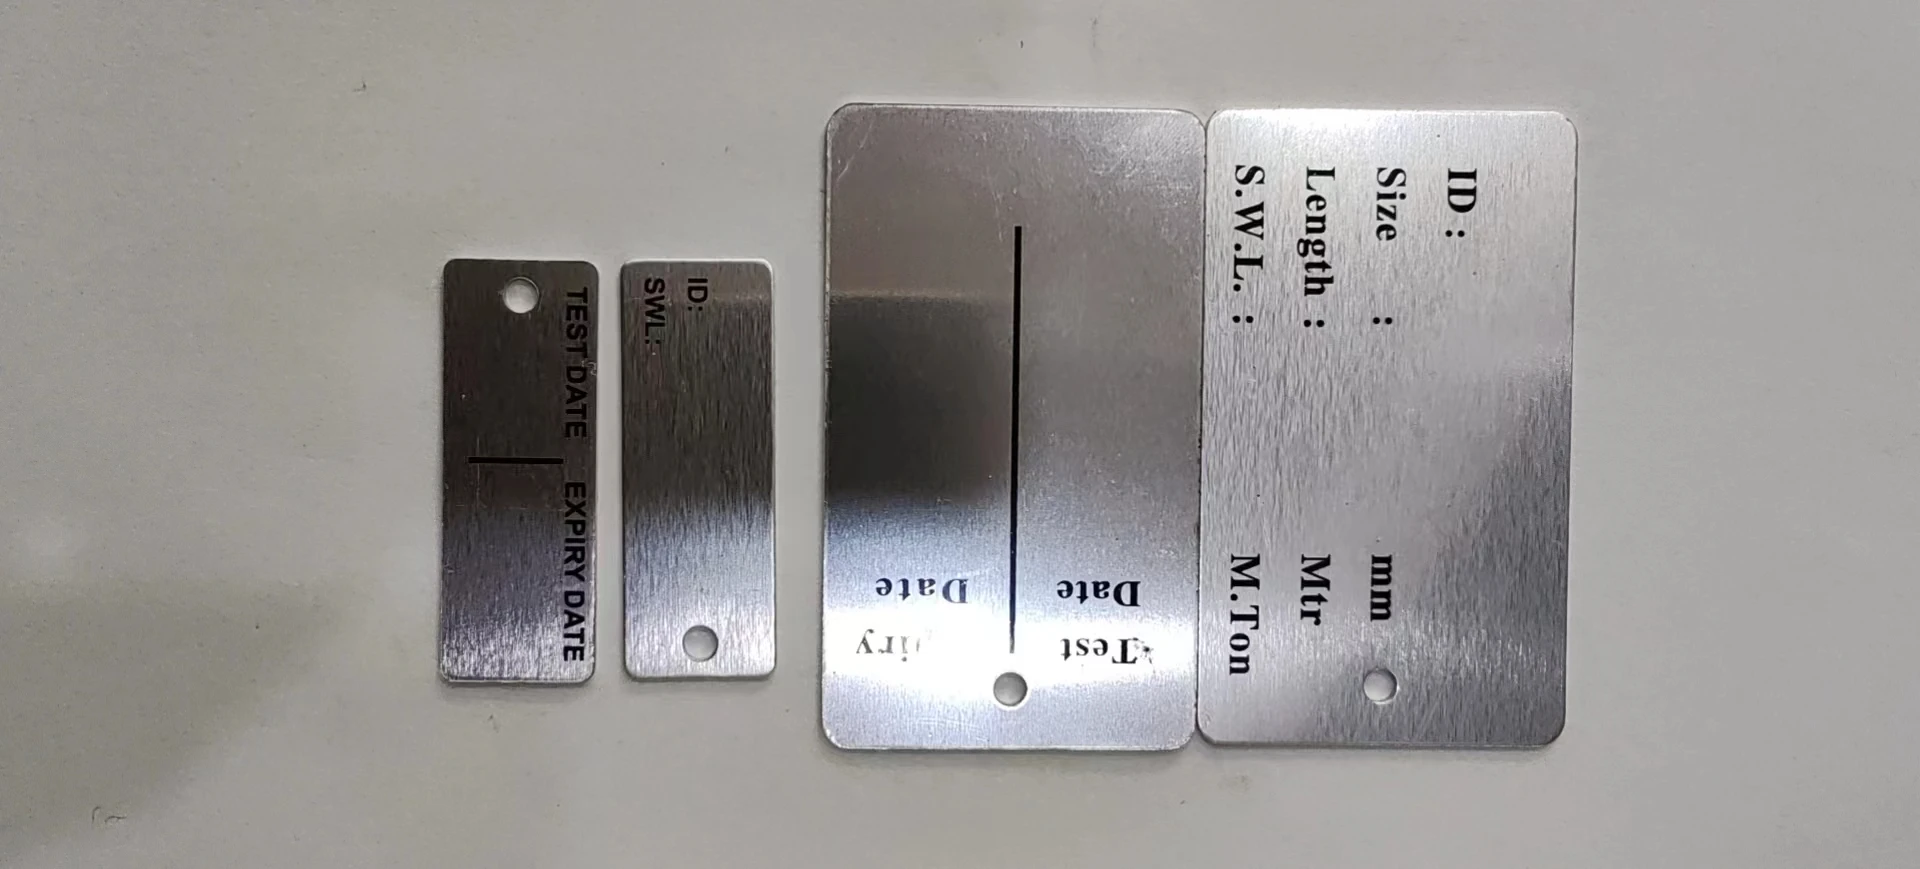 TEST DATE EXPIRY DATE
ID:
SWL:
Test
Date
Date
ID :
Size : mm
Length : Mtr
S.W.L. : M.Ton